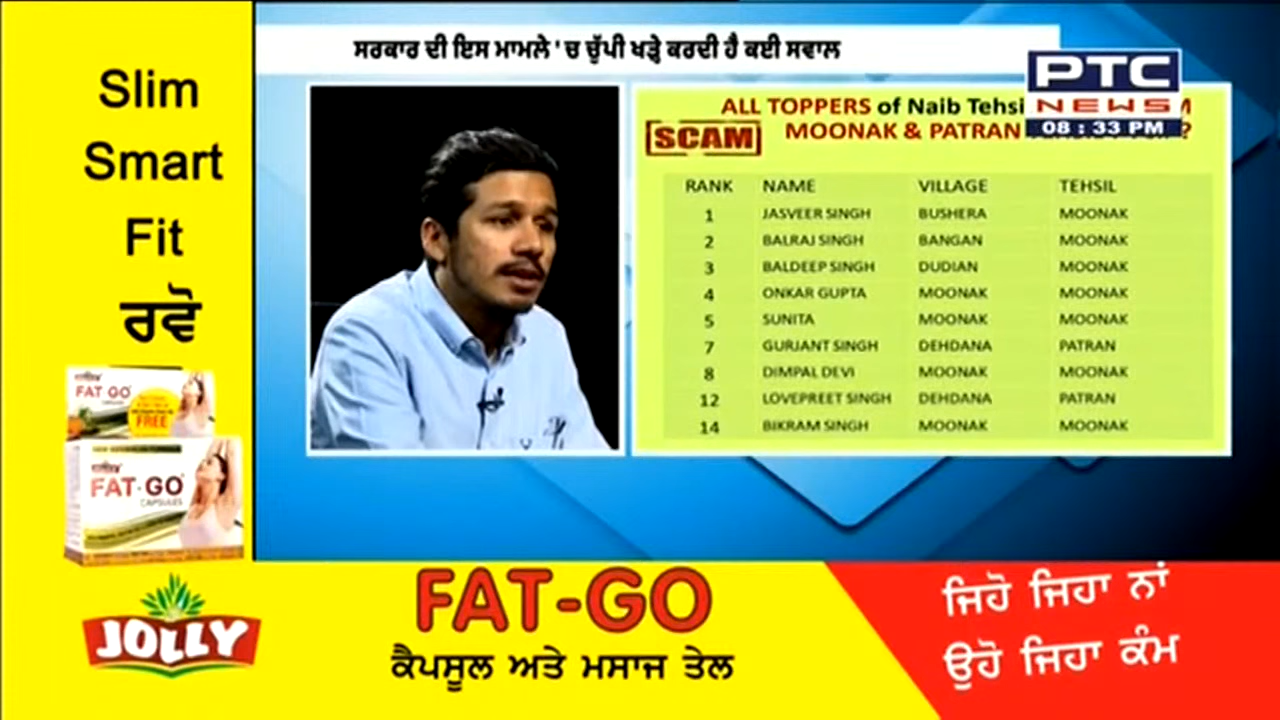 ਸਰਕਾਰ ਦੀ ਇਸ ਮਾਮਲੇ 'ਚ ਚੁੱਪੀ ਖੜ੍ਹੇ ਕਰਦੀ ਹੈ ਕਈ ਸਵਾਲ
PTC
NEWS
08 : 33 PM
ALL TOPPERS of Naib Tehsi
SCAM MOONAK & PATRAN
RANK NAME VILLAGE TEHSIL
1 JASVEER SINGH BUSHERA MOONAK
2 BALRAJ SINGH BANGAN MOONAK
3 BALDEEP SINGH DUDIAN MOONAK
4 ONKAR GUPTA MOONAK MOONAK
5 SUNITA MOONAK MOONAK
7 GURJANT SINGH DEHDANA PATRAN
8 DIMPAL DEVI MOONAK MOONAK
12 LOVEPREET SINGH DEHDANA PATRAN
14 BIKRAM SINGH MOONAK MOONAK
Slim
Smart
Fit
ਰਵੋ
FAT GO
FREE
FAT-GO
CAPSULES
JOLLY
FAT-GO
ਕੈਪਸੂਲ ਅਤੇ ਮਸਾਜ ਤੇਲ
ਜਿਹੋ ਜਿਹਾ ਨਾਂ
ਉਹੋ ਜਿਹਾ ਕੰਮ